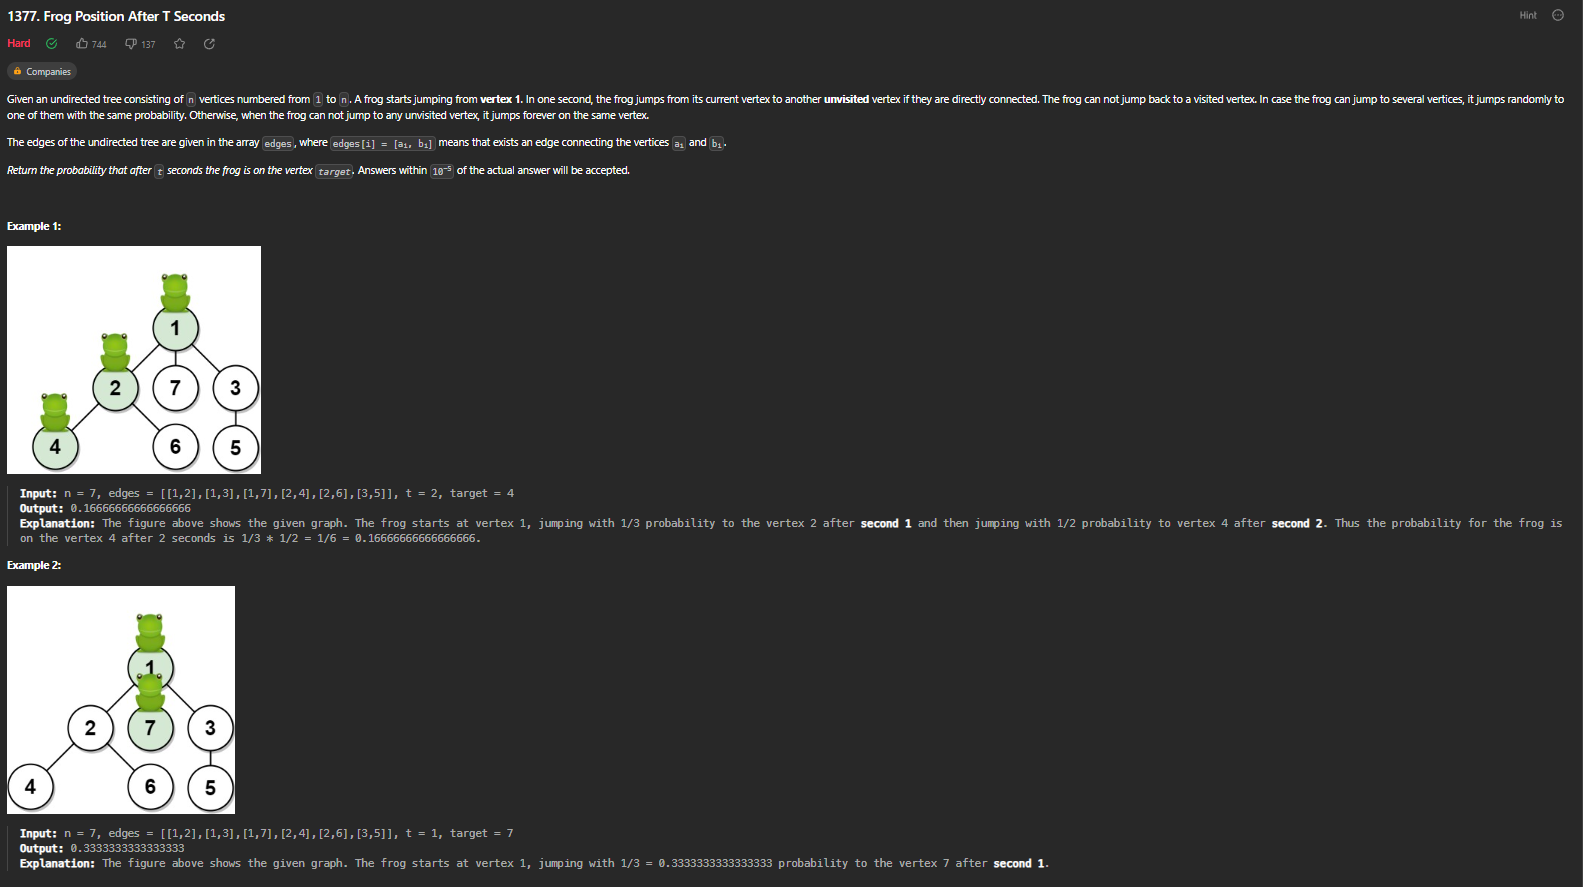 1377. Frog Position After T Seconds
Hint
Hard 744 137
Companies
Given an undirected tree consisting of n vertices numbered from 1 to n. A frog starts jumping from vertex 1. In one second, the frog jumps from its current vertex to another unvisited vertex if they are directly connected. The frog can not jump back to a visited vertex. In case the frog can jump to several vertices, it jumps randomly to
one of them with the same probability. Otherwise, when the frog can not jump to any unvisited vertex, it jumps forever on the same vertex.
The edges of the undirected tree are given in the array edges, where edges[i] = [aᵢ, bᵢ] means that exists an edge connecting the vertices aᵢ and bᵢ.
Return the probability that after t seconds the frog is on the vertex target. Answers within 10⁻⁵ of the actual answer will be accepted.
Example 1:
1
2 7 3
4 6 5
Input: n = 7, edges = [[1,2],[1,3],[1,7],[2,4],[2,6],[3,5]], t = 2, target = 4
Output: 0.16666666666666666
Explanation: The figure above shows the given graph. The frog starts at vertex 1, jumping with 1/3 probability to the vertex 2 after second 1 and then jumping with 1/2 probability to vertex 4 after second 2. Thus the probability for the frog is
on the vertex 4 after 2 seconds is 1/3 * 1/2 = 1/6 = 0.16666666666666666.
Example 2:
1
2 7 3
4 6 5
Input: n = 7, edges = [[1,2],[1,3],[1,7],[2,4],[2,6],[3,5]], t = 1, target = 7
Output: 0.3333333333333333
Explanation: The figure above shows the given graph. The frog starts at vertex 1, jumping with 1/3 = 0.3333333333333333 probability to the vertex 7 after second 1.